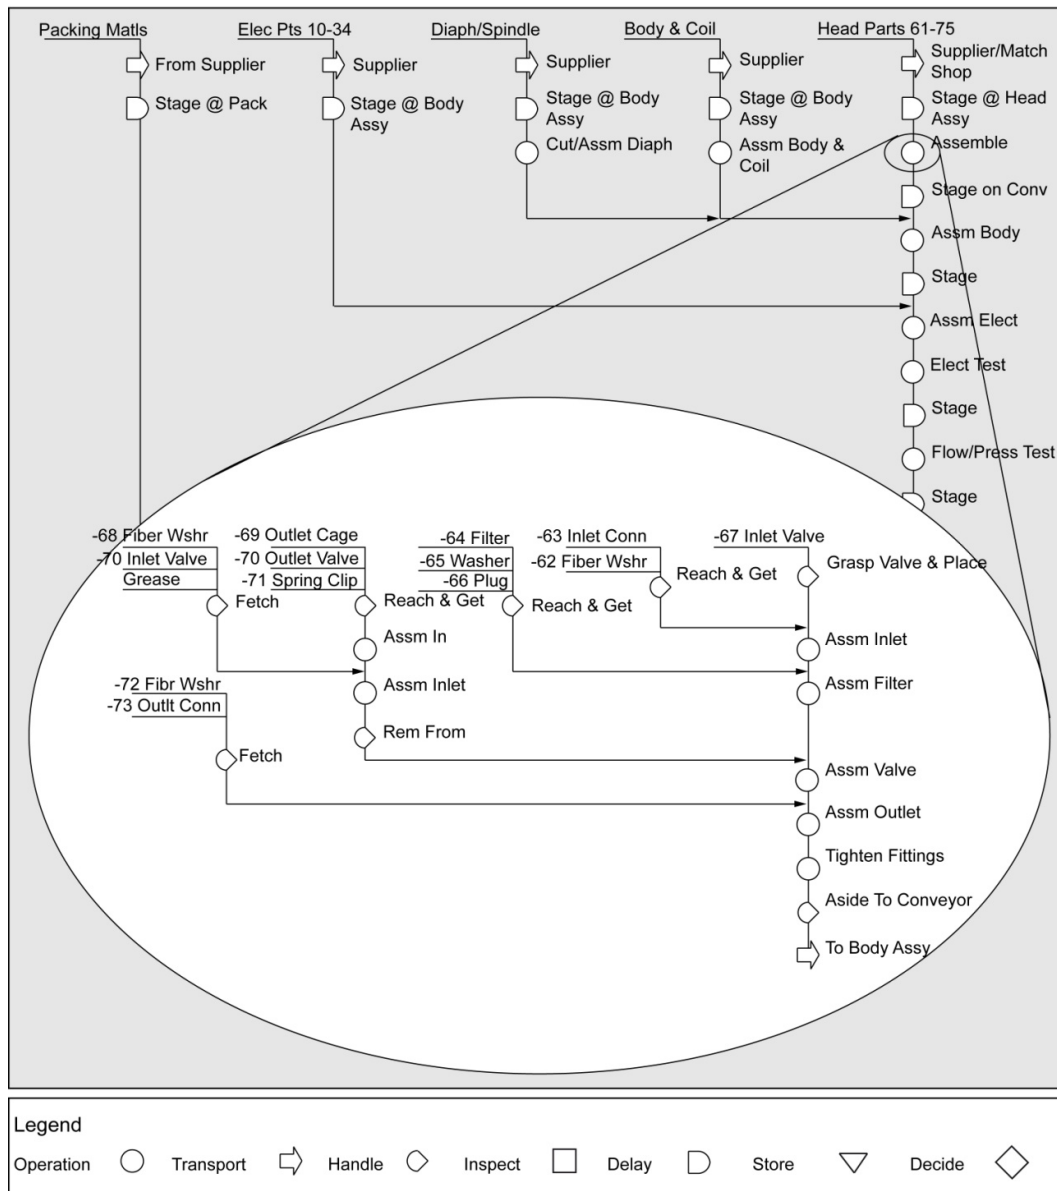 Packing Matls
Elec Pts 10-34
Diaph/Spindle
Body & Coil
Head Parts 61-75
From Supplier
Supplier
Supplier
Supplier
Supplier/Match
Shop
Stage @ Pack
Stage @ Body
Assy
Stage @ Body
Assy
Stage @ Body
Assy
Stage @ Head
Assy
Cut/Assm Diaph
Assm Body &
Coil
Assemble
Stage on Conv
Assm Body
Stage
Assm Elect
Elect Test
Stage
Flow/Press Test
Stage
-68 Fiber Wshr
-70 Inlet Valve
Grease
Fetch
-69 Outlet Cage
-70 Outlet Valve
-71 Spring Clip
Reach & Get
Assm In
Assm Inlet
Rem From
-64 Filter
-65 Washer
-66 Plug
Reach & Get
-63 Inlet Conn
-62 Fiber Wshr
Reach & Get
-67 Inlet Valve
Grasp Valve & Place
Assm Inlet
Assm Filter
-72 Fibr Wshr
-73 Outlt Conn
Fetch
Assm Valve
Assm Outlet
Tighten Fittings
Aside To Conveyor
To Body Assy
Legend
Operation Transport Handle Inspect Delay Store Decide